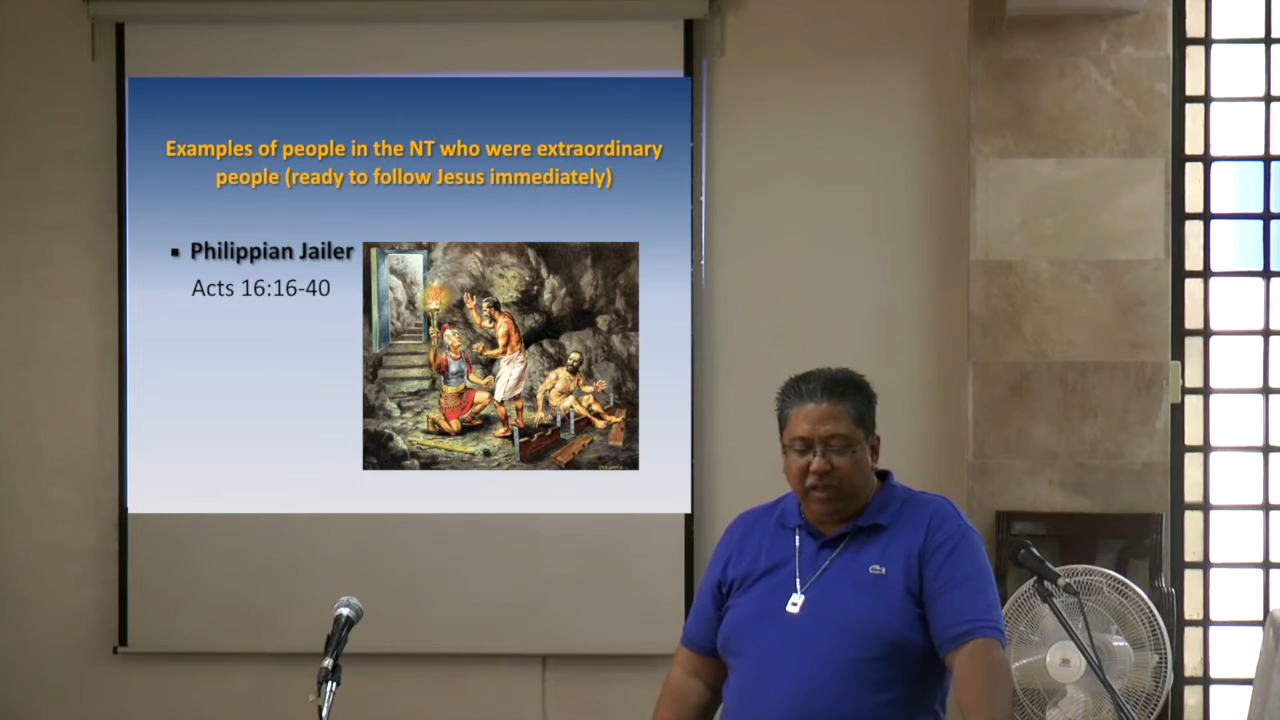 Examples of people in the NT who were extraordinary
people (ready to follow Jesus immediately)
▪ Philippian Jailer
Acts 16:16-40